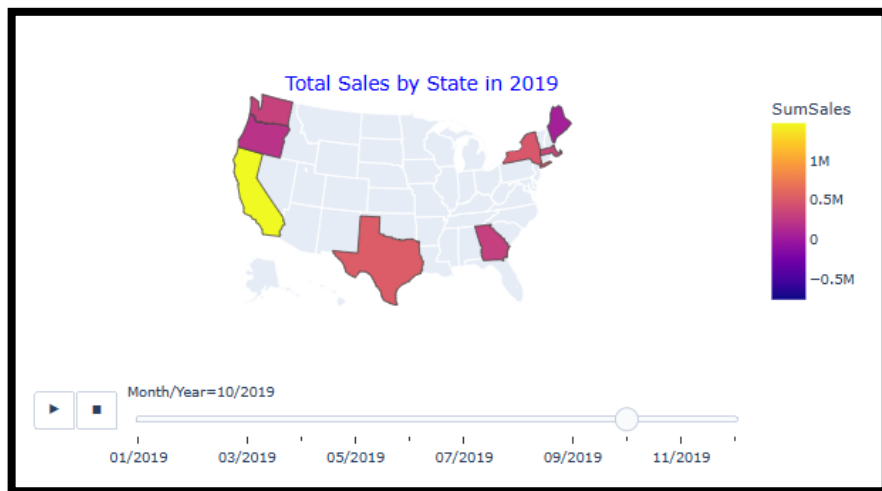 Total Sales by State in 2019
SumSales
1M
0.5M
0
−0.5M
Month/Year=10/2019
01/2019 03/2019 05/2019 07/2019 09/2019 11/2019